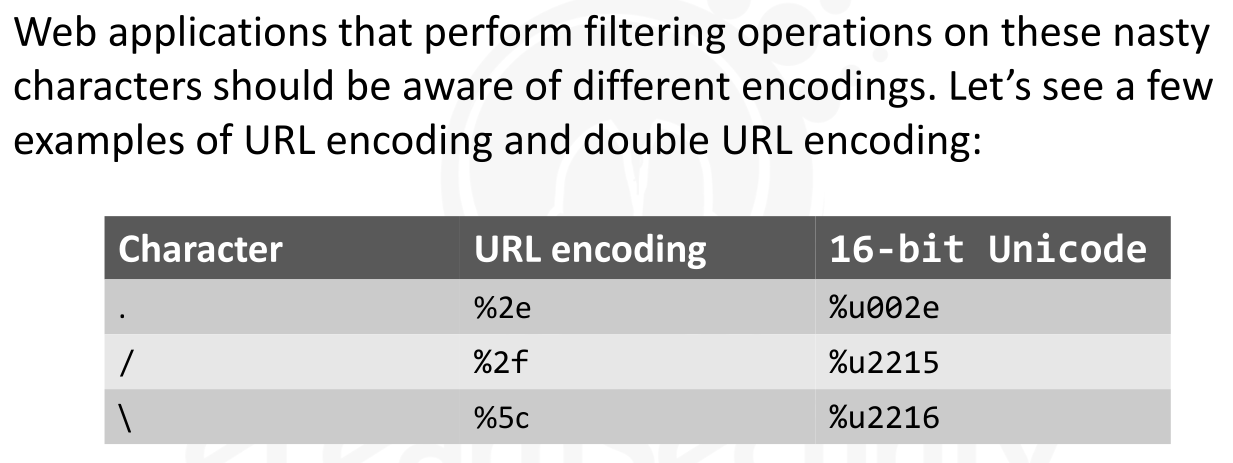 Web applications that perform filtering operations on these nasty
characters should be aware of different encodings. Let’s see a few
examples of URL encoding and double URL encoding:
Character URL encoding 16-bit Unicode
. %2e %u002e
/ %2f %u2215
\ %5c %u2216